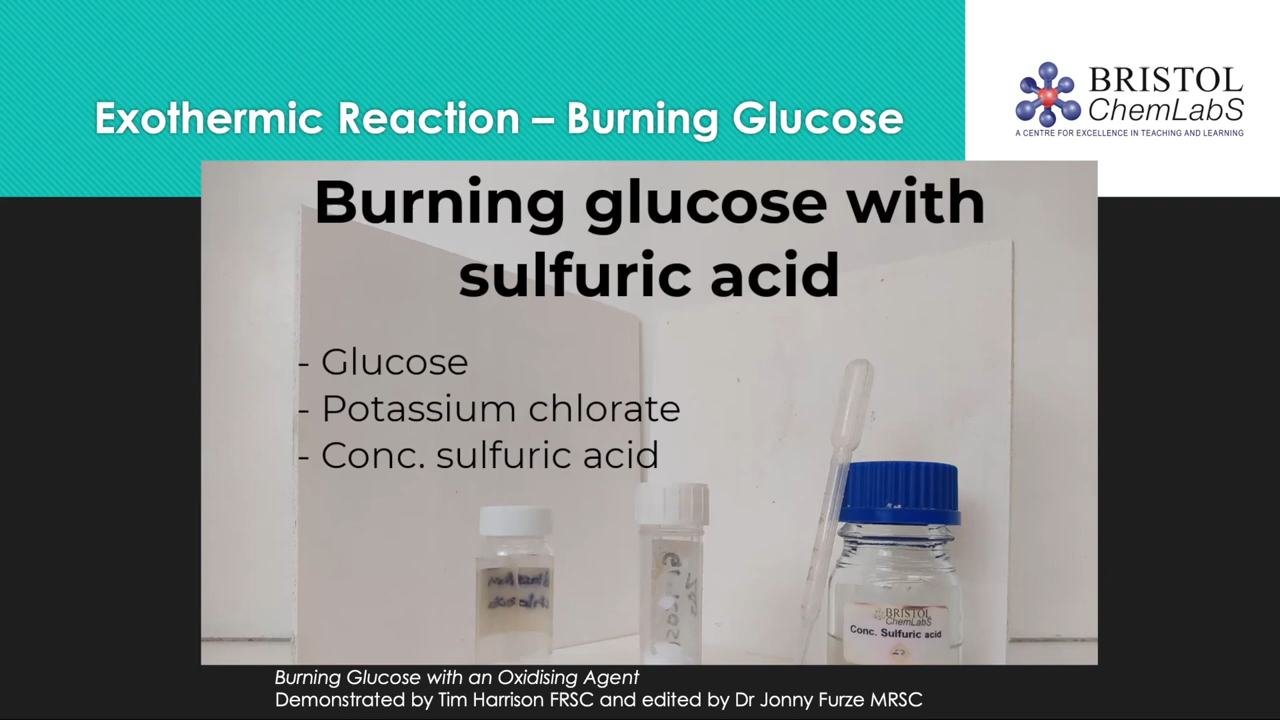 Exothermic Reaction – Burning Glucose
BRISTOL
ChemLabS
A CENTRE FOR EXCELLENCE IN TEACHING AND LEARNING
Burning glucose with
sulfuric acid
- Glucose
- Potassium chlorate
- Conc. sulfuric acid
BRISTOL
ChemLabS
Conc. Sulfuric acid
Burning Glucose with an Oxidising Agent
Demonstrated by Tim Harrison FRSC and edited by Dr Jonny Furze MRSC